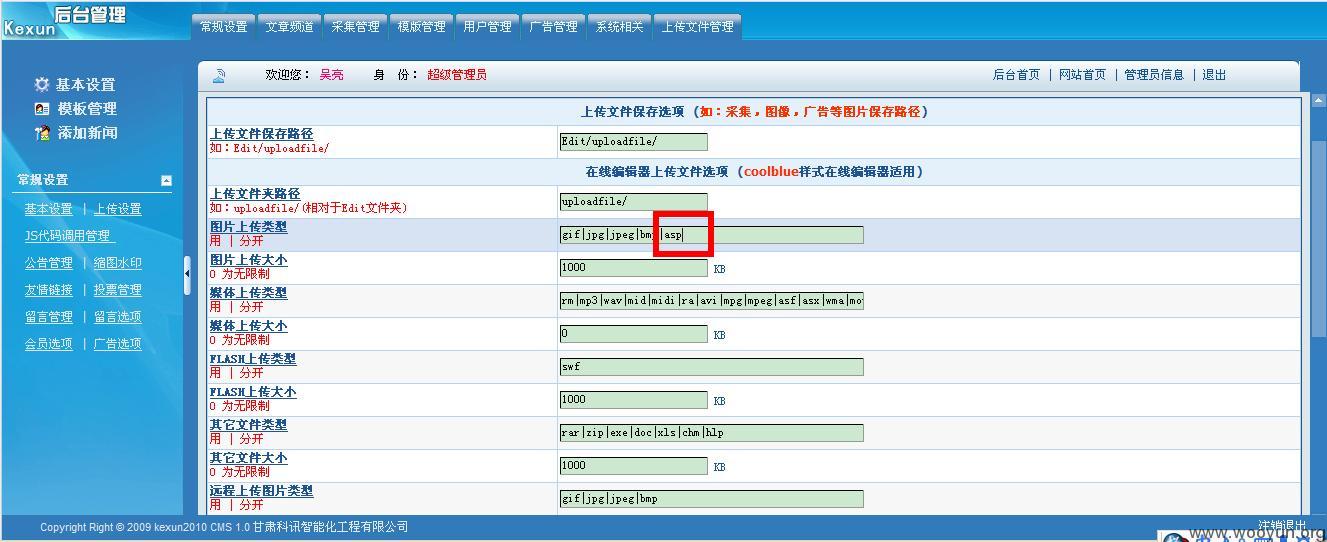 后台管理
Kexun
常规设置 文章频道 采集管理 模版管理 用户管理 广告管理 系统相关 上传文件管理
欢迎您： 吴亮 身 份： 超级管理员 后台首页 | 网站首页 | 管理员信息 | 退出
基本设置
模板管理
添加新闻
常规设置
基本设置 | 上传设置
JS代码调用管理
公告管理 | 缩图水印
友情链接 | 投票管理
留言管理 | 留言选项
会员选项 | 广告选项
上传文件保存选项（如：采集，图像，广告等图片保存路径）
上传文件保存路径
如：Edit/uploadfile/
Edit/uploadfile/
在线编辑器上传文件选项（coolblue样式在线编辑器适用）
上传文件夹路径
如：uploadfile/(相对于Edit文件夹)
uploadfile/
图片上传类型
用 | 分开
gif|jpg|jpeg|bmp|asp
图片上传大小
0 为无限制
1000 KB
媒体上传类型
用 | 分开
rm|mp3|wav|mid|midi|ra|avi|mpg|mpeg|asf|asx|wma|mo
媒体上传大小
0 为无限制
0 KB
FLASH上传类型
用 | 分开
swf
FLASH上传大小
0 为无限制
1000 KB
其它文件类型
用 | 分开
rar|zip|exe|doc|xls|chm|hlp
其它文件大小
0 为无限制
1000 KB
远程上传图片类型
用 | 分开
gif|jpg|jpeg|bmp
Copyright Right © 2009 kexun2010 CMS 1.0 甘肃科讯智能化工程有限公司
注销退出
www.wooyun.org